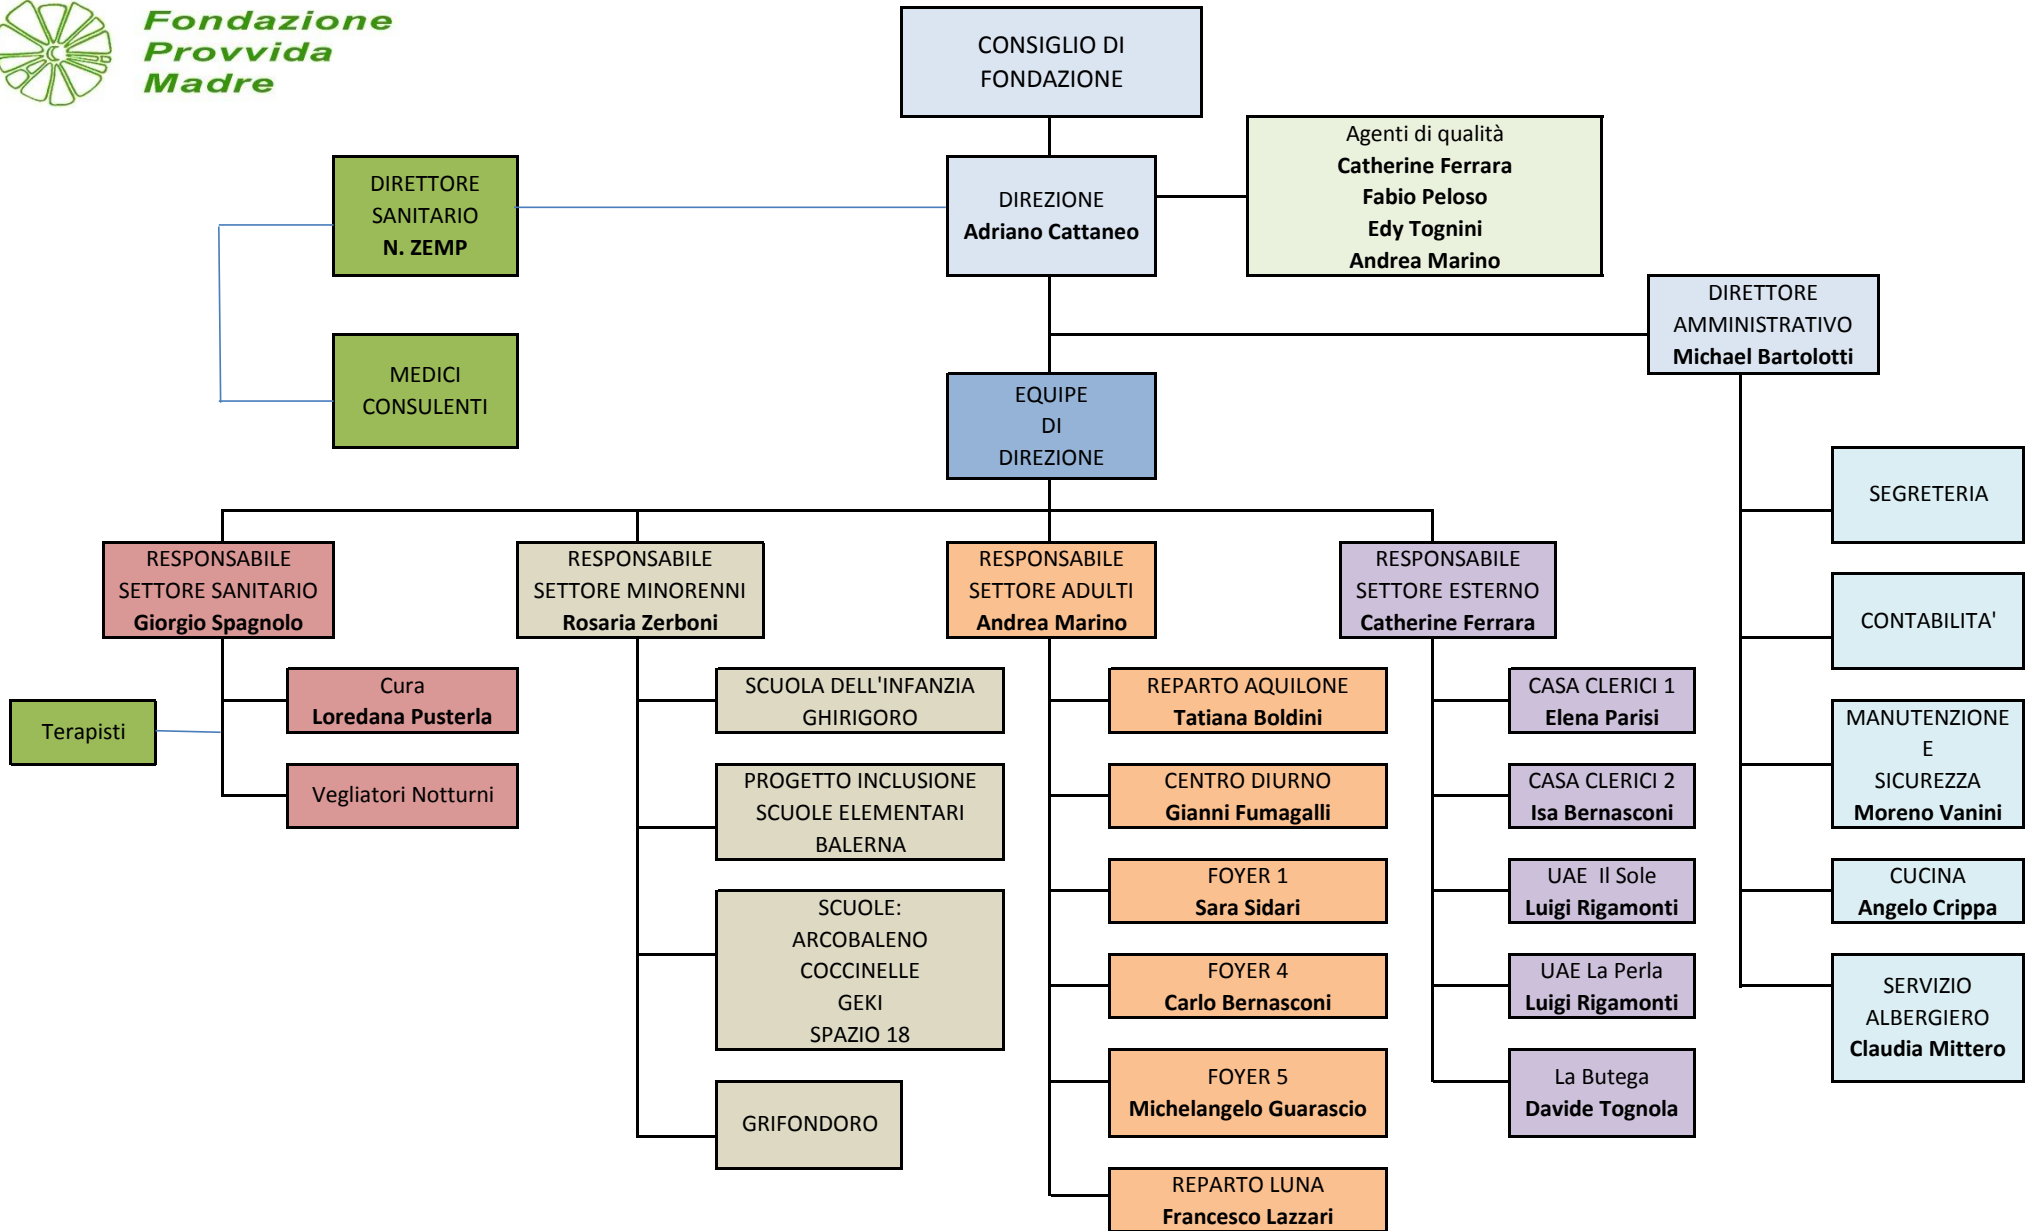 Fondazione
Provvida
Madre
CONSIGLIO DI
FONDAZIONE
DIRETTORE
SANITARIO
N. ZEMP
DIREZIONE
Adriano Cattaneo
Agenti di qualità
Catherine Ferrara
Fabio Peloso
Edy Tognini
Andrea Marino
DIRETTORE
AMMINISTRATIVO
Michael Bartolotti
MEDICI
CONSULENTI
EQUIPE
DI
DIREZIONE
RESPONSABILE
SETTORE SANITARIO
Giorgio Spagnolo
RESPONSABILE
SETTORE MINORENNI
Rosaria Zerboni
RESPONSABILE
SETTORE ADULTI
Andrea Marino
RESPONSABILE
SETTORE ESTERNO
Catherine Ferrara
Terapisti
Cura
Loredana Pusterla
Vegliatori Notturni
SCUOLA DELL'INFANZIA
GHIRIGORO
PROGETTO INCLUSIONE
SCUOLE ELEMENTARI
BALERNA
SCUOLE:
ARCOBALENO
COCCINELLE
GEKI
SPAZIO 18
GRIFONDORO
REPARTO AQUILONE
Tatiana Boldini
CENTRO DIURNO
Gianni Fumagalli
FOYER 1
Sara Sidari
FOYER 4
Carlo Bernasconi
FOYER 5
Michelangelo Guarascio
REPARTO LUNA
Francesco Lazzari
CASA CLERICI 1
Elena Parisi
CASA CLERICI 2
Isa Bernasconi
UAE Il Sole
Luigi Rigamonti
UAE La Perla
Luigi Rigamonti
La Butega
Davide Tognola
SEGRETERIA
CONTABILITA'
MANUTENZIONE
E
SICUREZZA
Moreno Vanini
CUCINA
Angelo Crippa
SERVIZIO
ALBERGIERO
Claudia Mittero